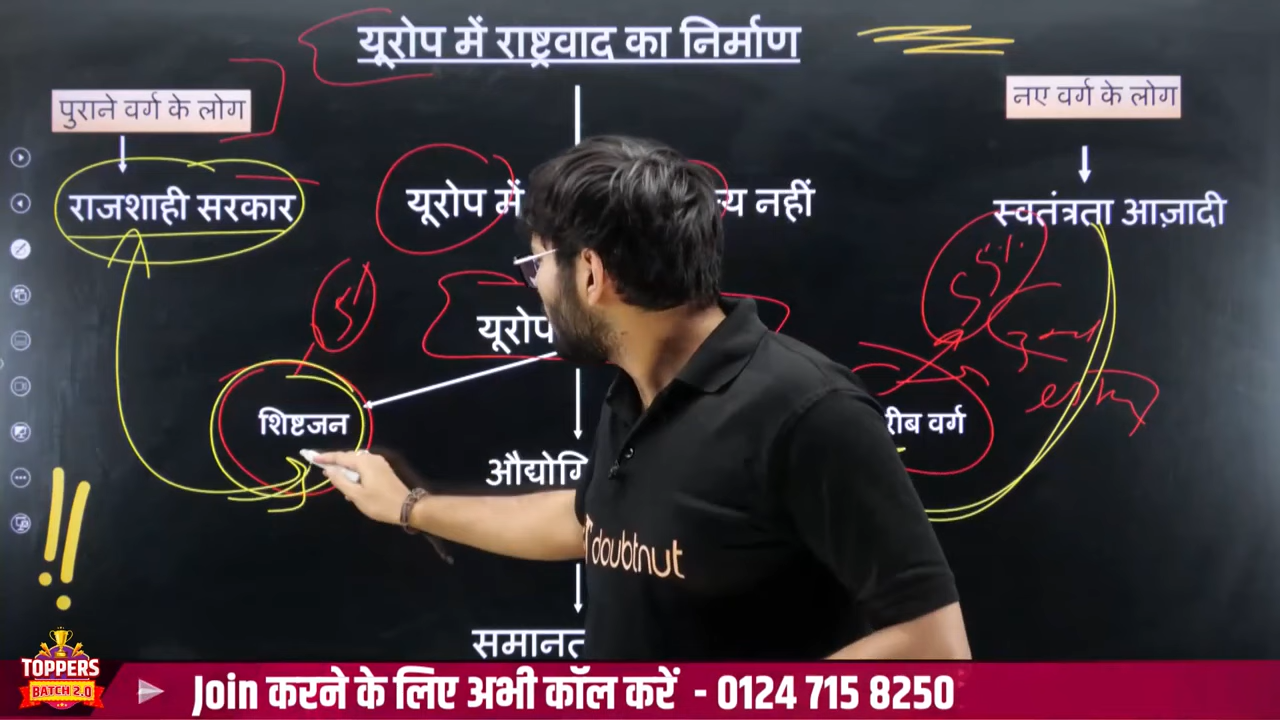 यूरोप में राष्ट्रवाद का निर्माण
पुराने वर्ग के लोग
नए वर्ग के लोग
राजशाही सरकार
यूरोप में
नहीं
स्वतंत्रता आज़ादी
5%
यूरोप
शिष्टजन
वर्ग
doubtnut
TOPPERS
BATCH 2.0
Join करने के लिए अभी कॉल करें - 0124 715 8250